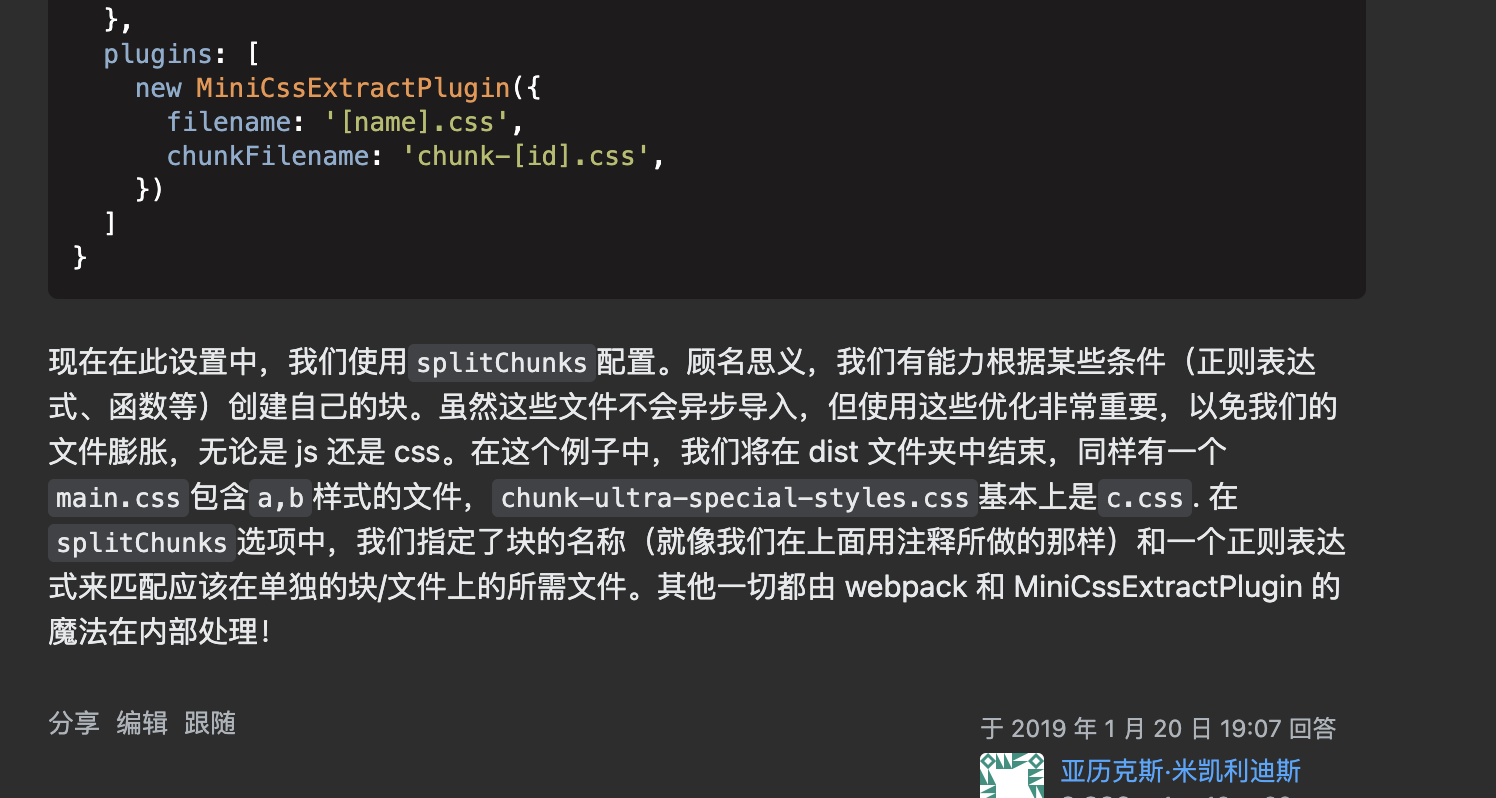 },
plugins: [
new MiniCssExtractPlugin({
filename: '[name].css',
chunkFilename: 'chunk-[id].css',
})
]
}
现在在此设置中，我们使用splitChunks配置。顾名思义，我们有能力根据某些条件（正则表达
式、函数等）创建自己的块。虽然这些文件不会异步导入，但使用这些优化非常重要，以免我们的
文件膨胀，无论是 js 还是 css。在这个例子中，我们将在 dist 文件夹中结束，同样有一个
main.css包含a,b样式的文件，chunk-ultra-special-styles.css基本上是c.css. 在
splitChunks选项中，我们指定了块的名称（就像我们在上面用注释所做的那样）和一个正则表达
式来匹配应该在单独的块/文件上的所需文件。其他一切都由 webpack 和 MiniCssExtractPlugin 的
魔法在内部处理！
分享 编辑 跟随
于 2019 年 1 月 20 日 19:07 回答
亚历克斯·米凯利迪斯